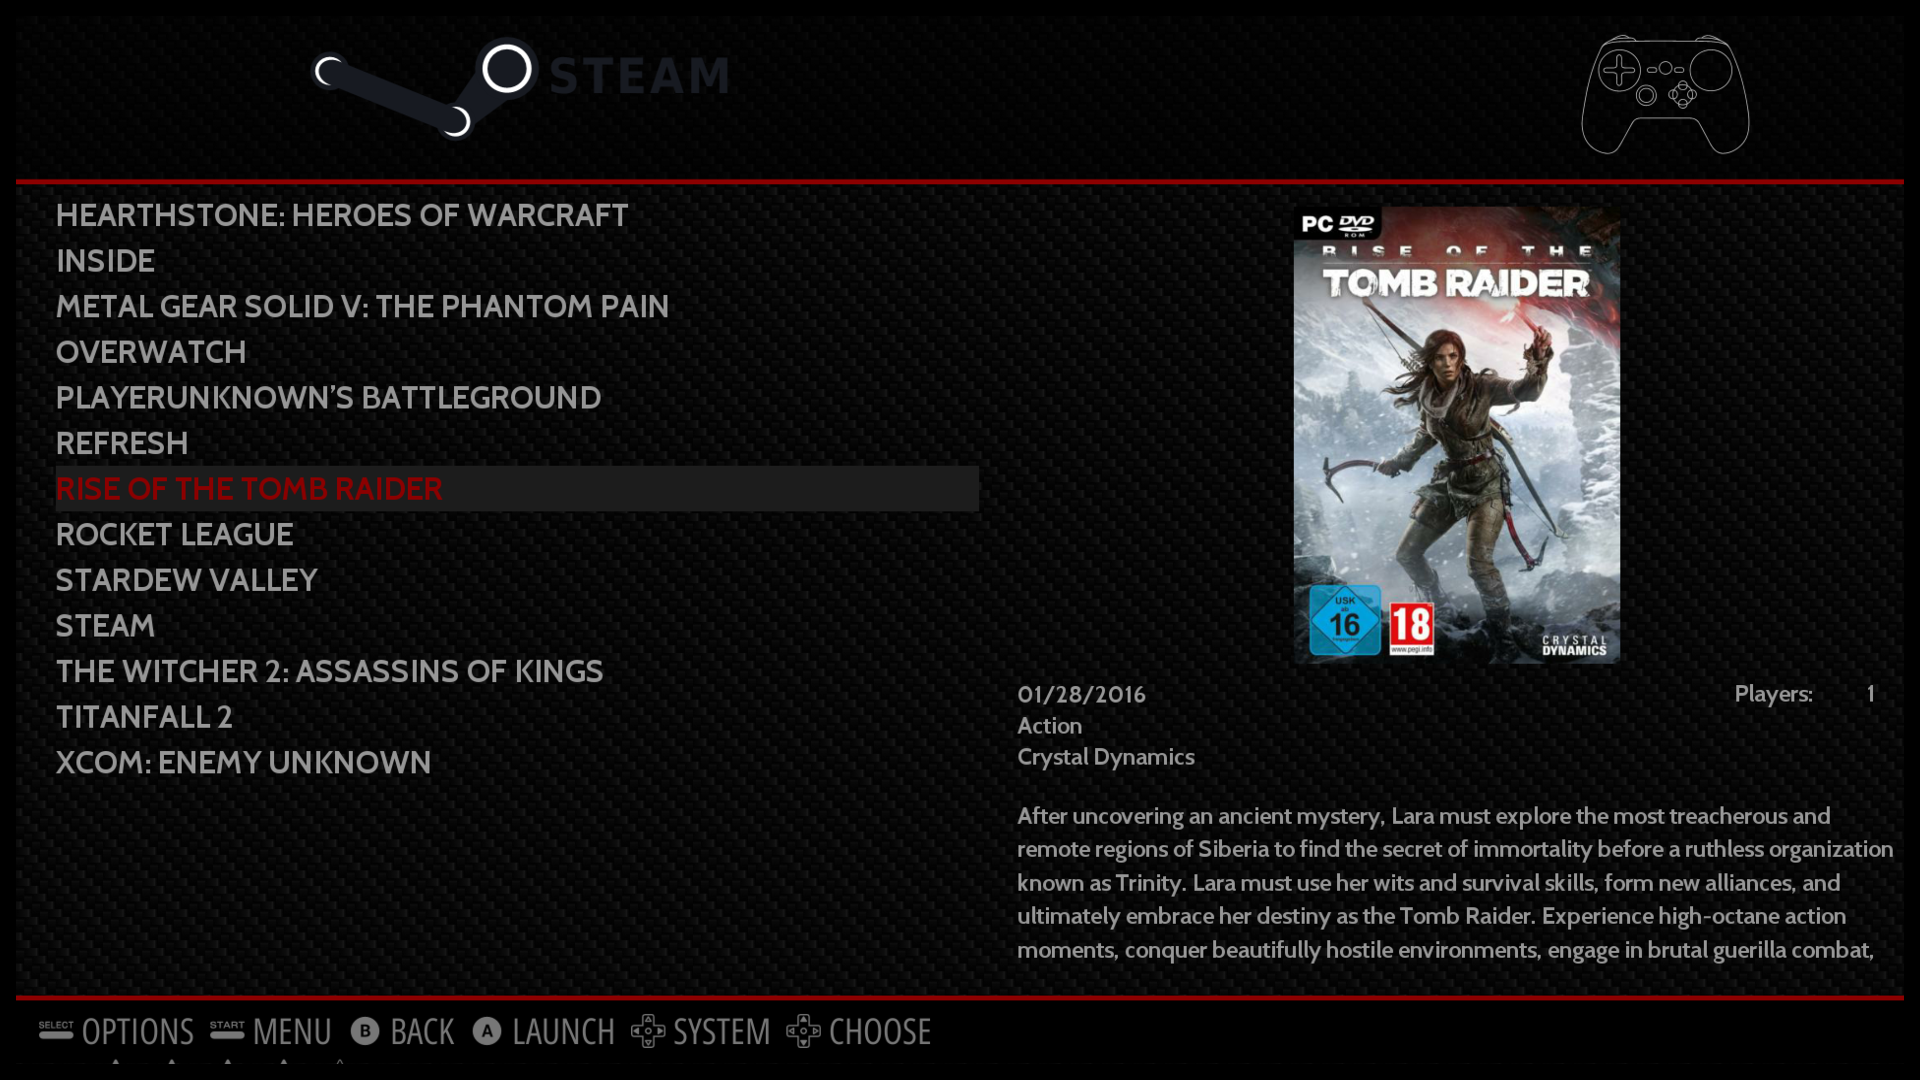 STEAM
HEARTHSTONE: HEROES OF WARCRAFT
INSIDE
METAL GEAR SOLID V: THE PHANTOM PAIN
OVERWATCH
PLAYERUNKNOWN’S BATTLEGROUND
REFRESH
RISE OF THE TOMB RAIDER
ROCKET LEAGUE
STARDEW VALLEY
STEAM
THE WITCHER 2: ASSASSINS OF KINGS
TITANFALL 2
XCOM: ENEMY UNKNOWN
PC DVD
ROM
RISE OF THE
TOMB RAIDER
USK
ab
16
18
www.pegi.info
CRYSTAL
DYNAMICS
01/28/2016
Players: 1
Action
Crystal Dynamics
After uncovering an ancient mystery, Lara must explore the most treacherous and
remote regions of Siberia to find the secret of immortality before a ruthless organization
known as Trinity. Lara must use her wits and survival skills, form new alliances, and
ultimately embrace her destiny as the Tomb Raider. Experience high-octane action
moments, conquer beautifully hostile environments, engage in brutal guerilla combat,
SELECT OPTIONS START MENU B BACK A LAUNCH SYSTEM CHOOSE